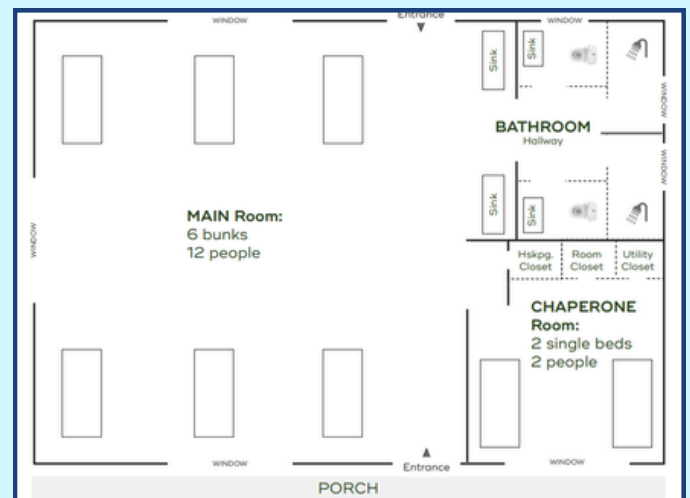 WINDOW
Entrance
WINDOW
Sink
Sink
WINDOW
BATHROOM
Hallway
WINDOW
Sink
Sink
MAIN Room:
6 bunks
12 people
WINDOW
Hskpg.
Closet
Room
Closet
Utility
Closet
CHAPERONE
Room:
2 single beds
2 people
WINDOW
Entrance
WINDOW
PORCH